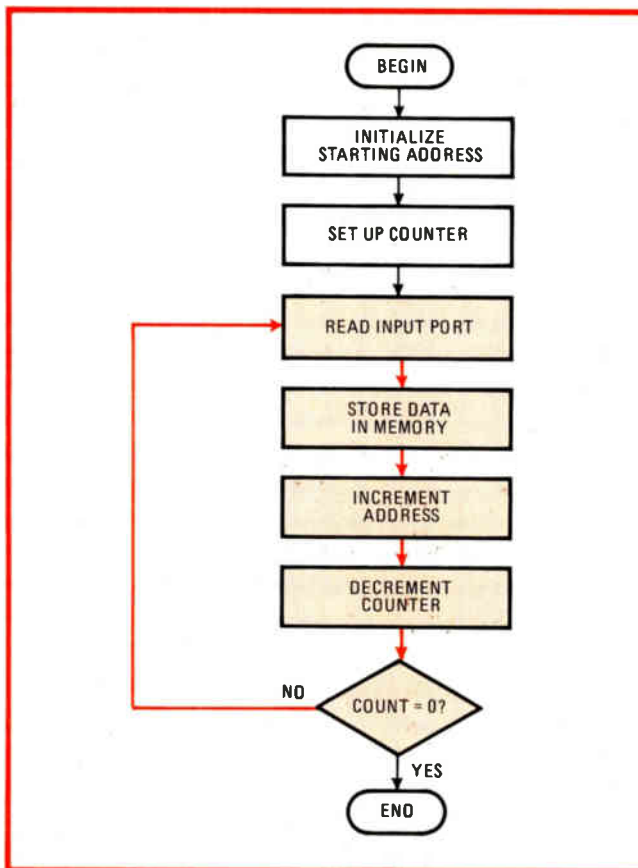 BEGIN
INITIALIZE
STARTING ADDRESS
SET UP COUNTER
READ INPUT PORT
STORE DATA
IN MEMORY
INCREMENT
ADDRESS
DECREMENT
COUNTER
COUNT = 0?
NO
YES
END